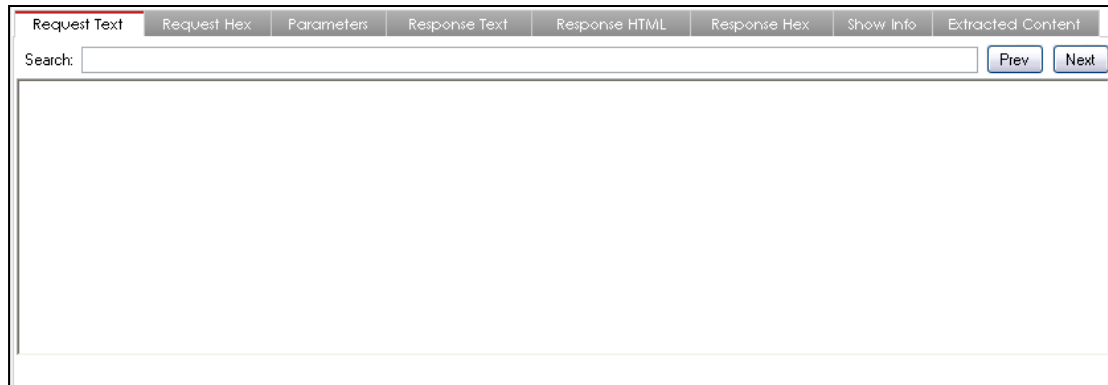 Request Text Request Hex Parameters Response Text Response HTML Response Hex Show Info Extracted Content
Search: Prev Next